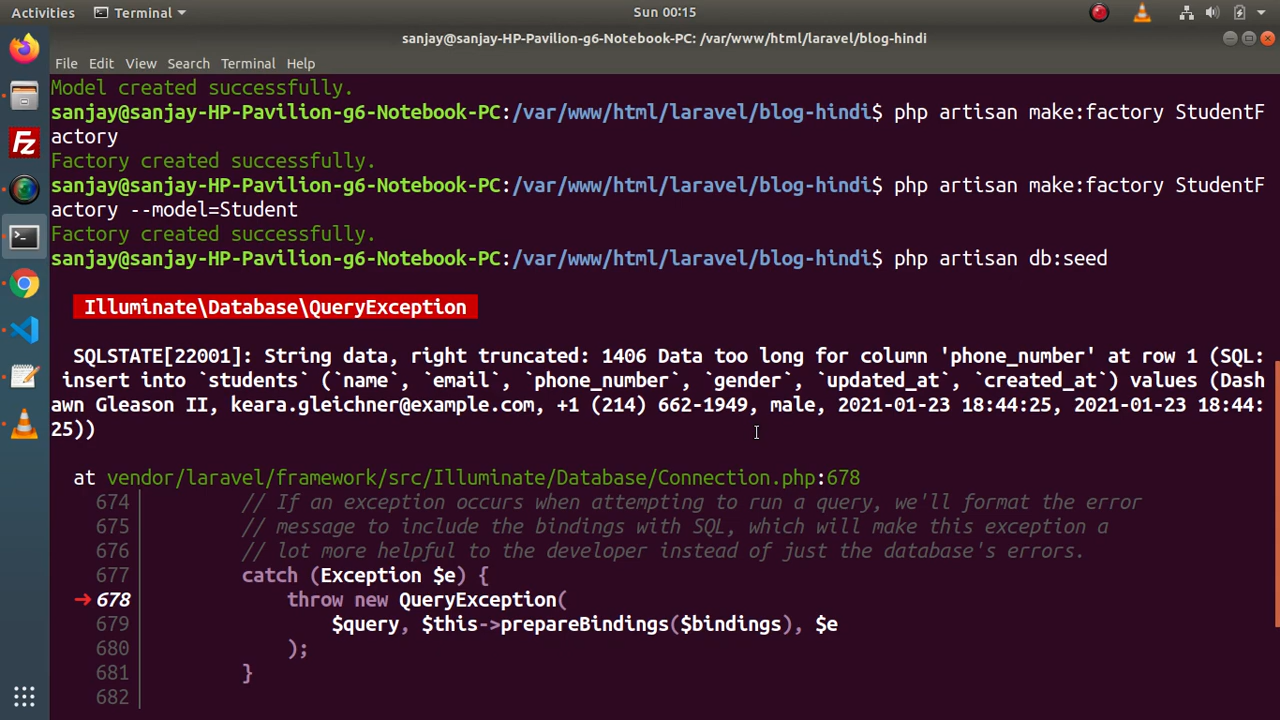 Activities Terminal Sun 00:15
sanjay@sanjay-HP-Pavilion-g6-Notebook-PC: /var/www/html/laravel/blog-hindi
File Edit View Search Terminal Help
Model created successfully.
sanjay@sanjay-HP-Pavilion-g6-Notebook-PC:/var/www/html/laravel/blog-hindi$ php artisan make:factory StudentF
actory
Factory created successfully.
sanjay@sanjay-HP-Pavilion-g6-Notebook-PC:/var/www/html/laravel/blog-hindi$ php artisan make:factory StudentF
actory --model=Student
Factory created successfully.
sanjay@sanjay-HP-Pavilion-g6-Notebook-PC:/var/www/html/laravel/blog-hindi$ php artisan db:seed
Illuminate\Database\QueryException
SQLSTATE[22001]: String data, right truncated: 1406 Data too long for column 'phone_number' at row 1 (SQL:
insert into `students` (`name`, `email`, `phone_number`, `gender`, `updated_at`, `created_at`) values (Dash
awn Gleason II, keara.gleichner@example.com, +1 (214) 662-1949, male, 2021-01-23 18:44:25, 2021-01-23 18:44:
25))
at vendor/laravel/framework/src/Illuminate/Database/Connection.php:678
674 // If an exception occurs when attempting to run a query, we'll format the error
675 // message to include the bindings with SQL, which will make this exception a
676 // lot more helpful to the developer instead of just the database's errors.
677 catch (Exception $e) {
➜ 678 throw new QueryException(
679 $query, $this->prepareBindings($bindings), $e
680 );
681 }
682